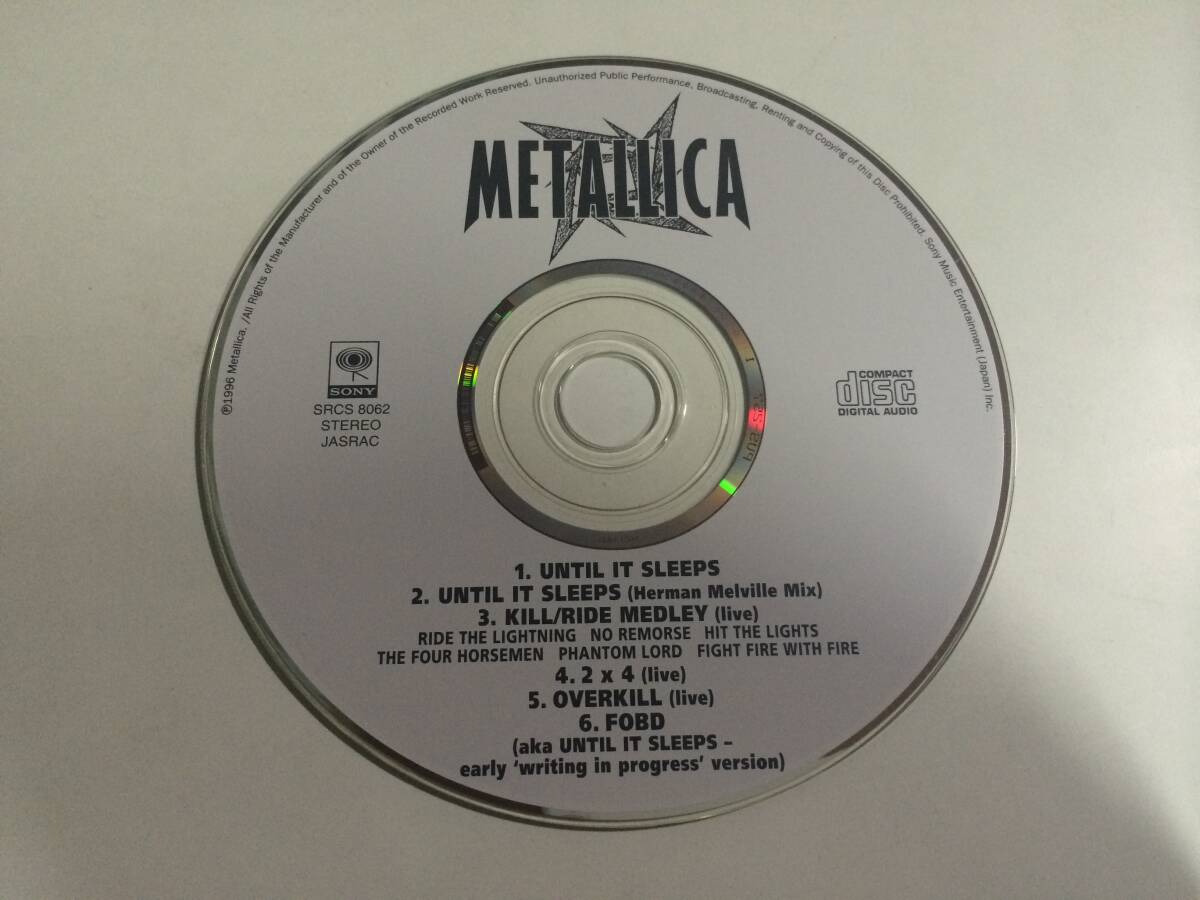 ℗1996 Metallica. /All Rights of the Manufacturer and of the Owner of the Recorded Work Reserved. Unauthorized Public Performance, Broadcasting, Renting and Copying of this Disc Prohibited. Sony Music Entertainment (Japan) Inc.
METALLICA
SONY
SRCS 8062
STEREO
JASRAC
COMPACT
disc
DIGITAL AUDIO
1. UNTIL IT SLEEPS
2. UNTIL IT SLEEPS (Herman Melville Mix)
3. KILL/RIDE MEDLEY (live)
RIDE THE LIGHTNING NO REMORSE HIT THE LIGHTS
THE FOUR HORSEMEN PHANTOM LORD FIGHT FIRE WITH FIRE
4. 2 x 4 (live)
5. OVERKILL (live)
6. FOBD
(aka UNTIL IT SLEEPS –
early ‘writing in progress’ version)